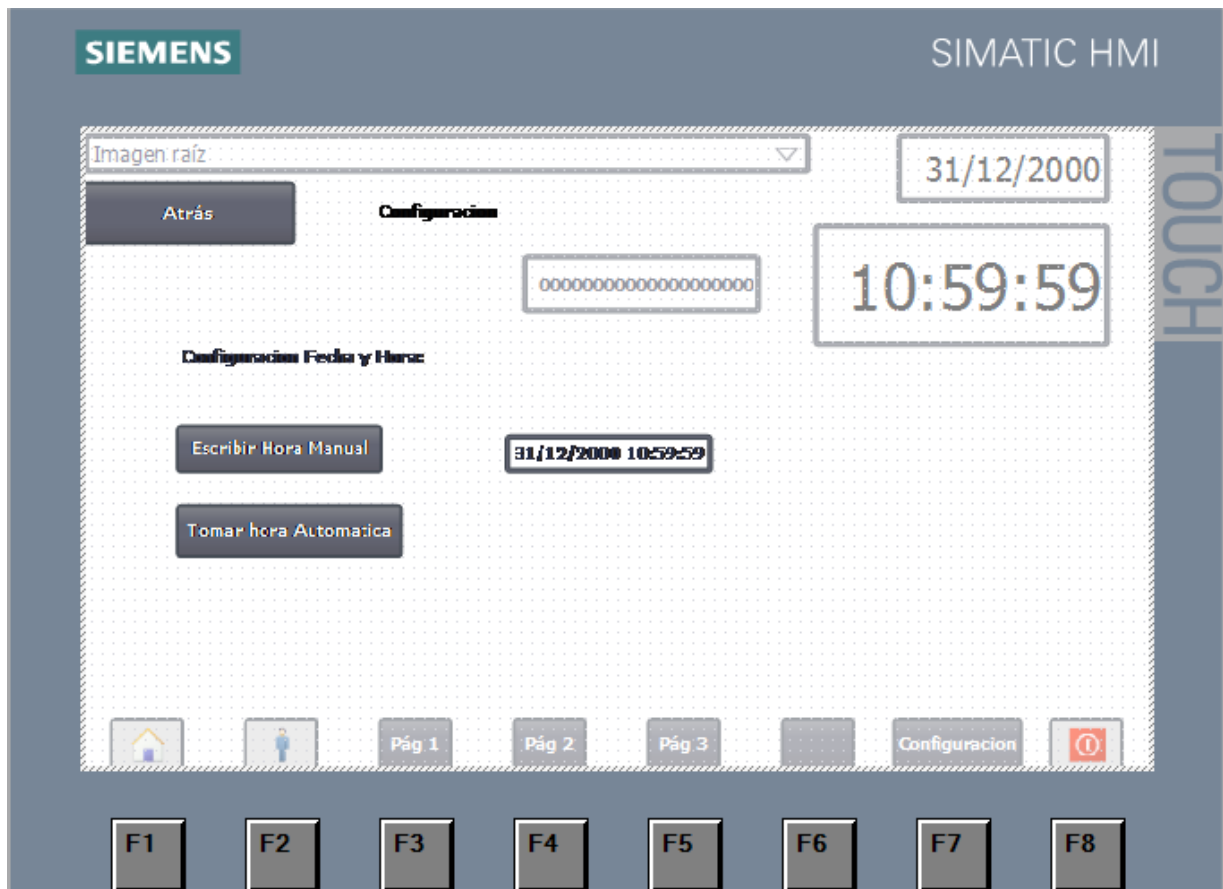 SIEMENS
SIMATIC HMI
TOUCH
Imagen raíz
31/12/2000
Atrás
Configuracion
00000000000000000000
10:59:59
Configuracion Fecha y Hora:
Escribir Hora Manual
31/12/2000 10:59:59
Tomar hora Automatica
Pág 1
Pág 2
Pág 3
Configuracion
F1
F2
F3
F4
F5
F6
F7
F8